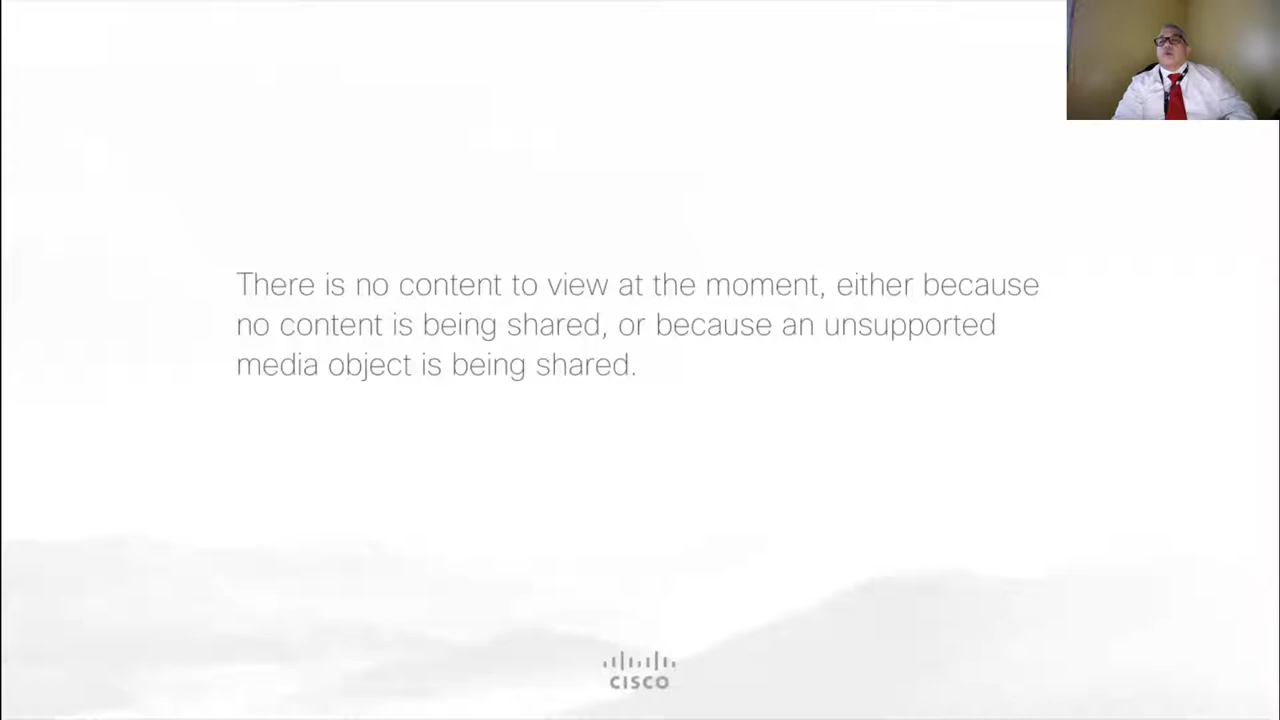 There is no content to view at the moment, either because
no content is being shared, or because an unsupported
media object is being shared.
CISCO